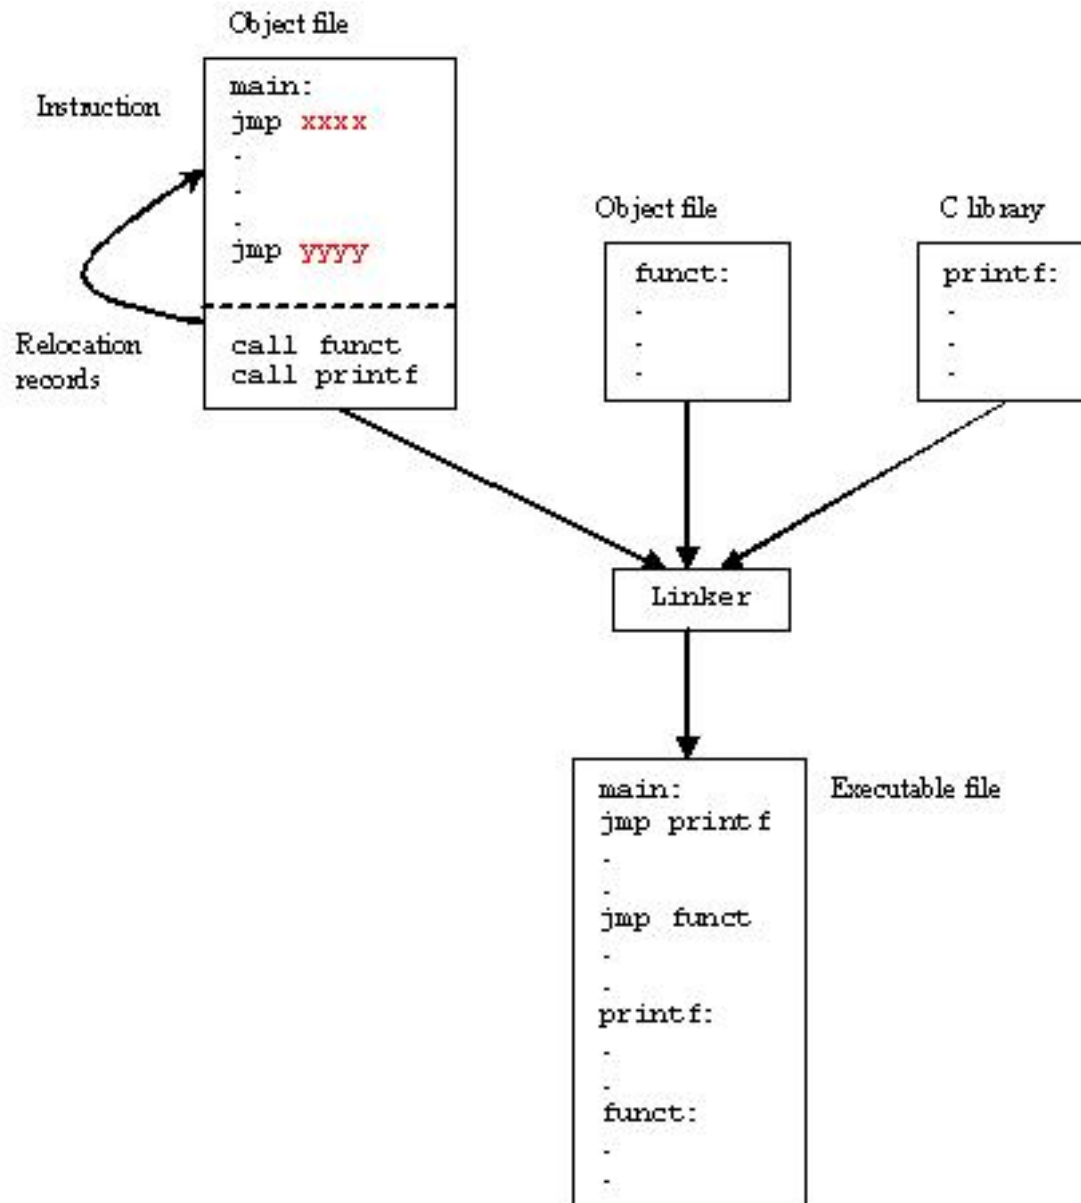 Object file
Instruction
main:
jmp xxxx
.
.
.
jmp yyyy
Relocation
records
call funct
call printf
Object file
funct:
.
.
.
C library
printf:
.
.
.
Linker
Executable file
main:
jmp printf
.
.
jmp funct
.
.
printf:
.
.
funct:
.
.